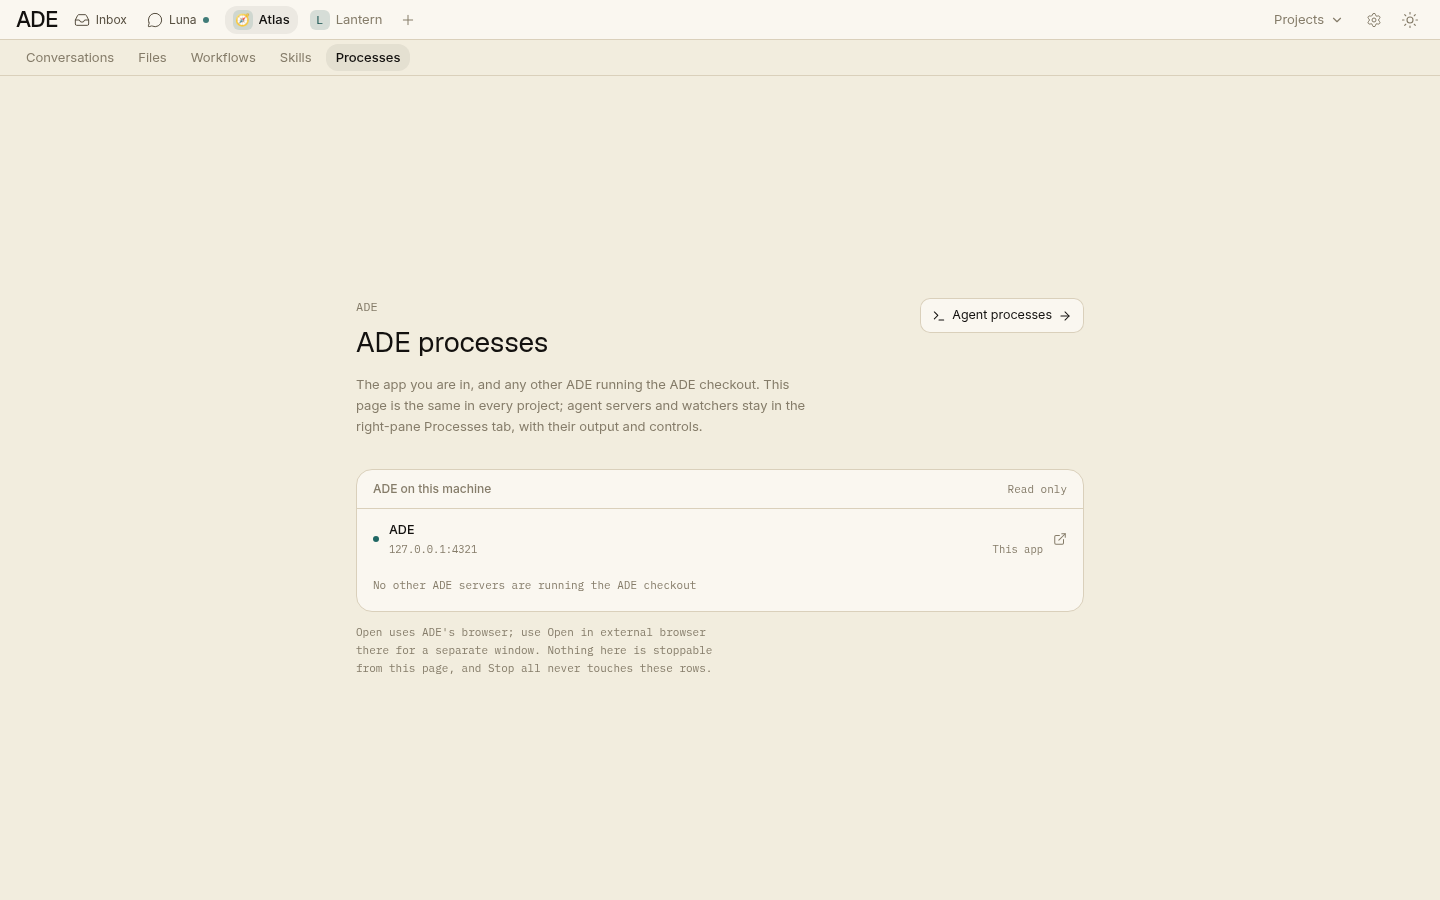 ADE
Inbox
Luna
Atlas
L
Lantern
Projects
Conversations
Files
Workflows
Skills
Processes
ADE
ADE processes
Agent processes
The app you are in, and any other ADE running the ADE checkout. This
page is the same in every project; agent servers and watchers stay in the
right-pane Processes tab, with their output and controls.
ADE on this machine
Read only
ADE
127.0.0.1:4321
This app
No other ADE servers are running the ADE checkout
Open uses ADE's browser; use Open in external browser
there for a separate window. Nothing here is stoppable
from this page, and Stop all never touches these rows.